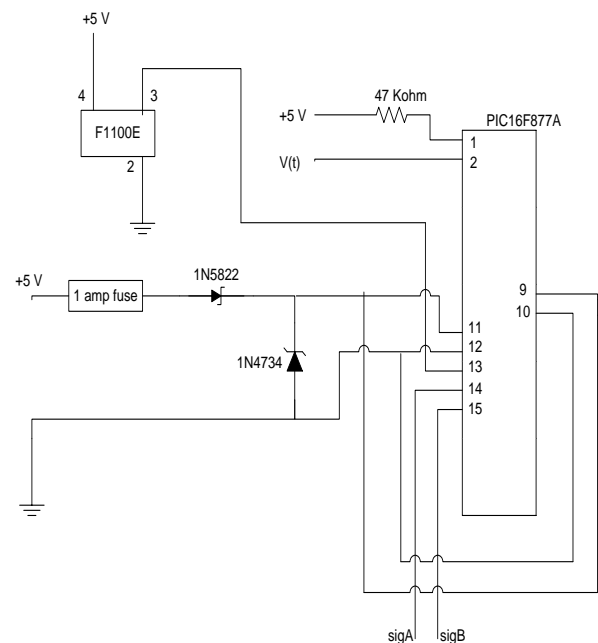 +5 V
4
3
F1100E
2
47 Kohm
+5 V
PIC16F877A
1
V(t)
2
+5 V
1 amp fuse
1N5822
1N4734
9
10
11
12
13
14
15
sigA
sigB